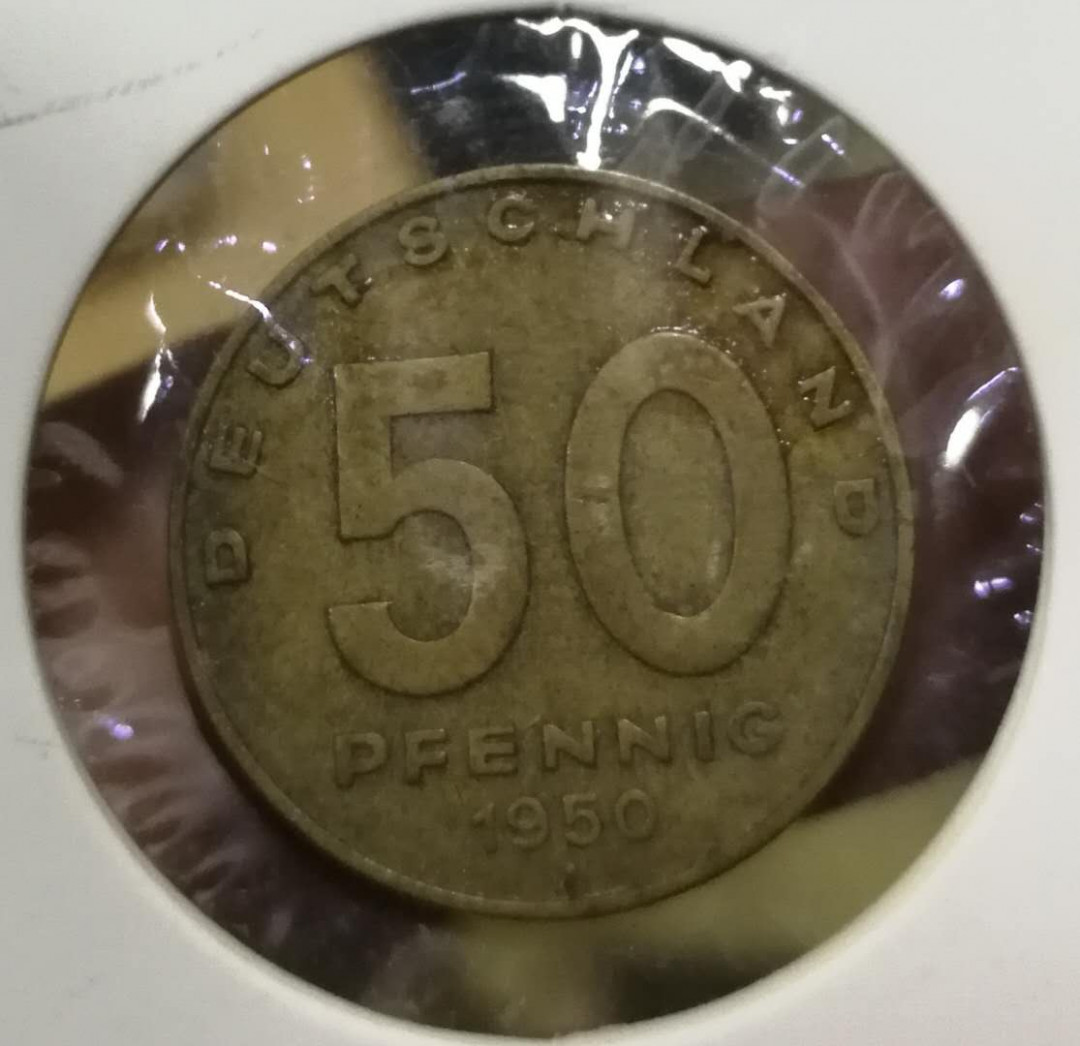 DEUTSCHLAND
50
PFENNIG
1950